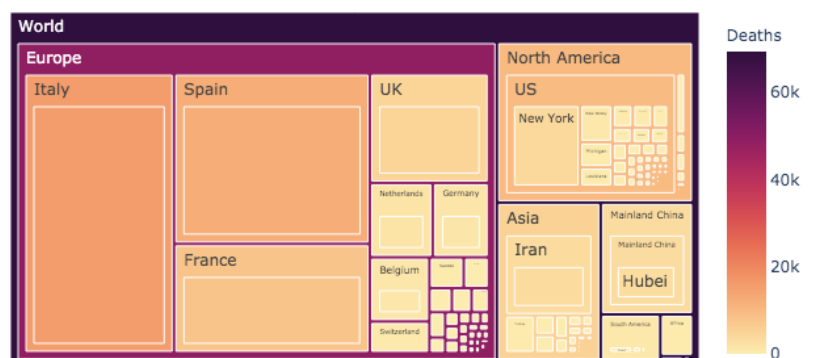 World
Europe
Italy
Spain
France
UK
Netherlands
Germany
Belgium
Switzerland
North America
US
New York
New Jersey
Michigan
Louisiana
Asia
Iran
Turkey
Mainland China
Mainland China
Hubei
South America
Africa
Deaths
60k
40k
20k
0